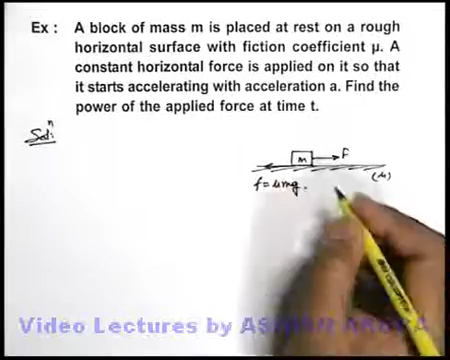 Ex : A block of mass m is placed at rest on a rough
horizontal surface with fiction coefficient μ. A
constant horizontal force is applied on it so that
it starts accelerating with acceleration a. Find the
power of the applied force at time t.
Solⁿ:
m F
f = μmg. (μ)
Video Lectures by ASHISH ARORA